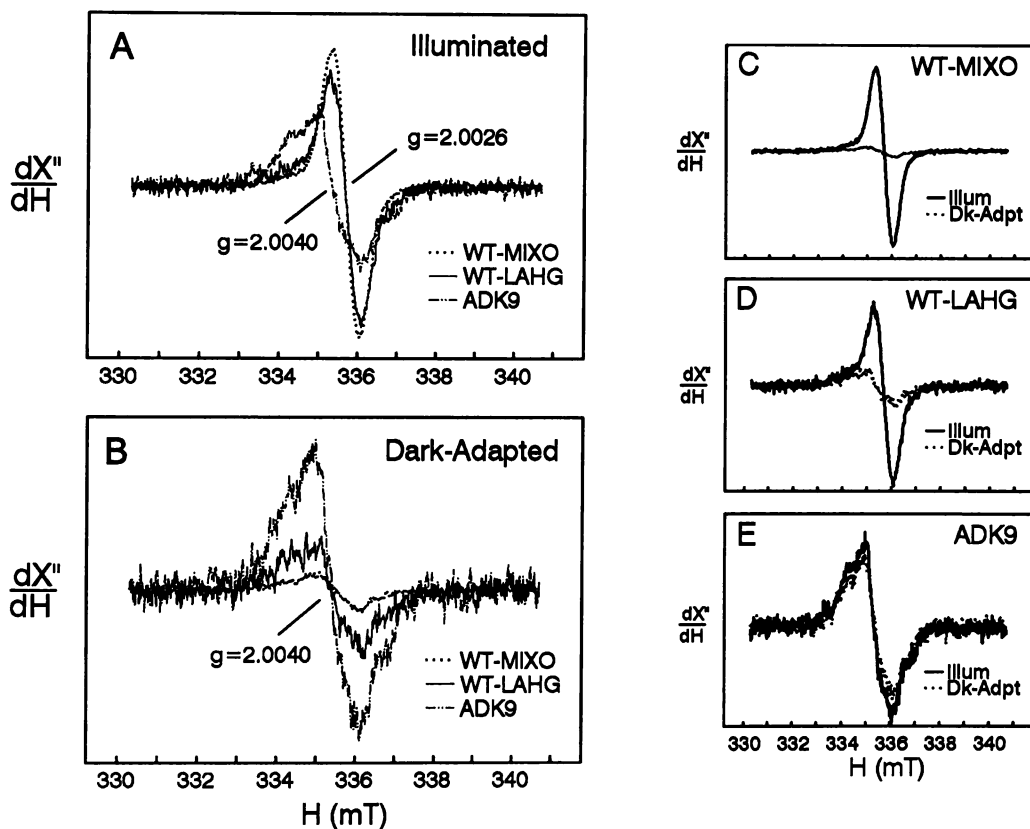 A
Illuminated
dX"
dH
g=2.0026
g=2.0040
WT-MIXO
WT-LAHG
ADK9
330 332 334 336 338 340
B
Dark-Adapted
dX"
dH
g=2.0040
WT-MIXO
WT-LAHG
ADK9
330 332 334 336 338 340
H (mT)
C
WT-MIXO
dX"
dH
Illum
Dk-Adpt
D
WT-LAHG
dX"
dH
Illum
Dk-Adpt
E
ADK9
dX"
dH
Illum
Dk-Adpt
330 332 334 336 338 340
H (mT)